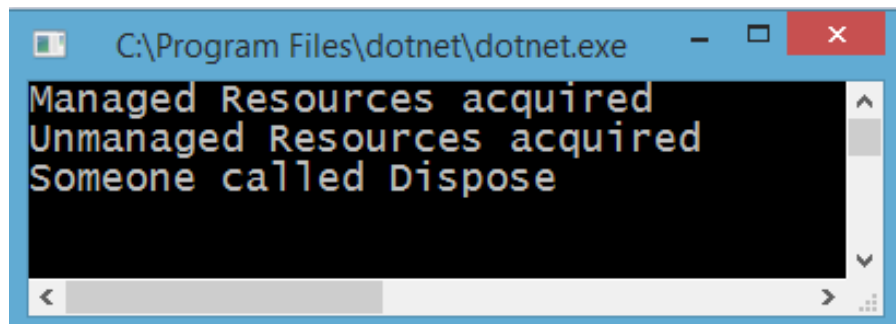 C:\Program Files\dotnet\dotnet.exe
Managed Resources acquired
Unmanaged Resources acquired
Someone called Dispose